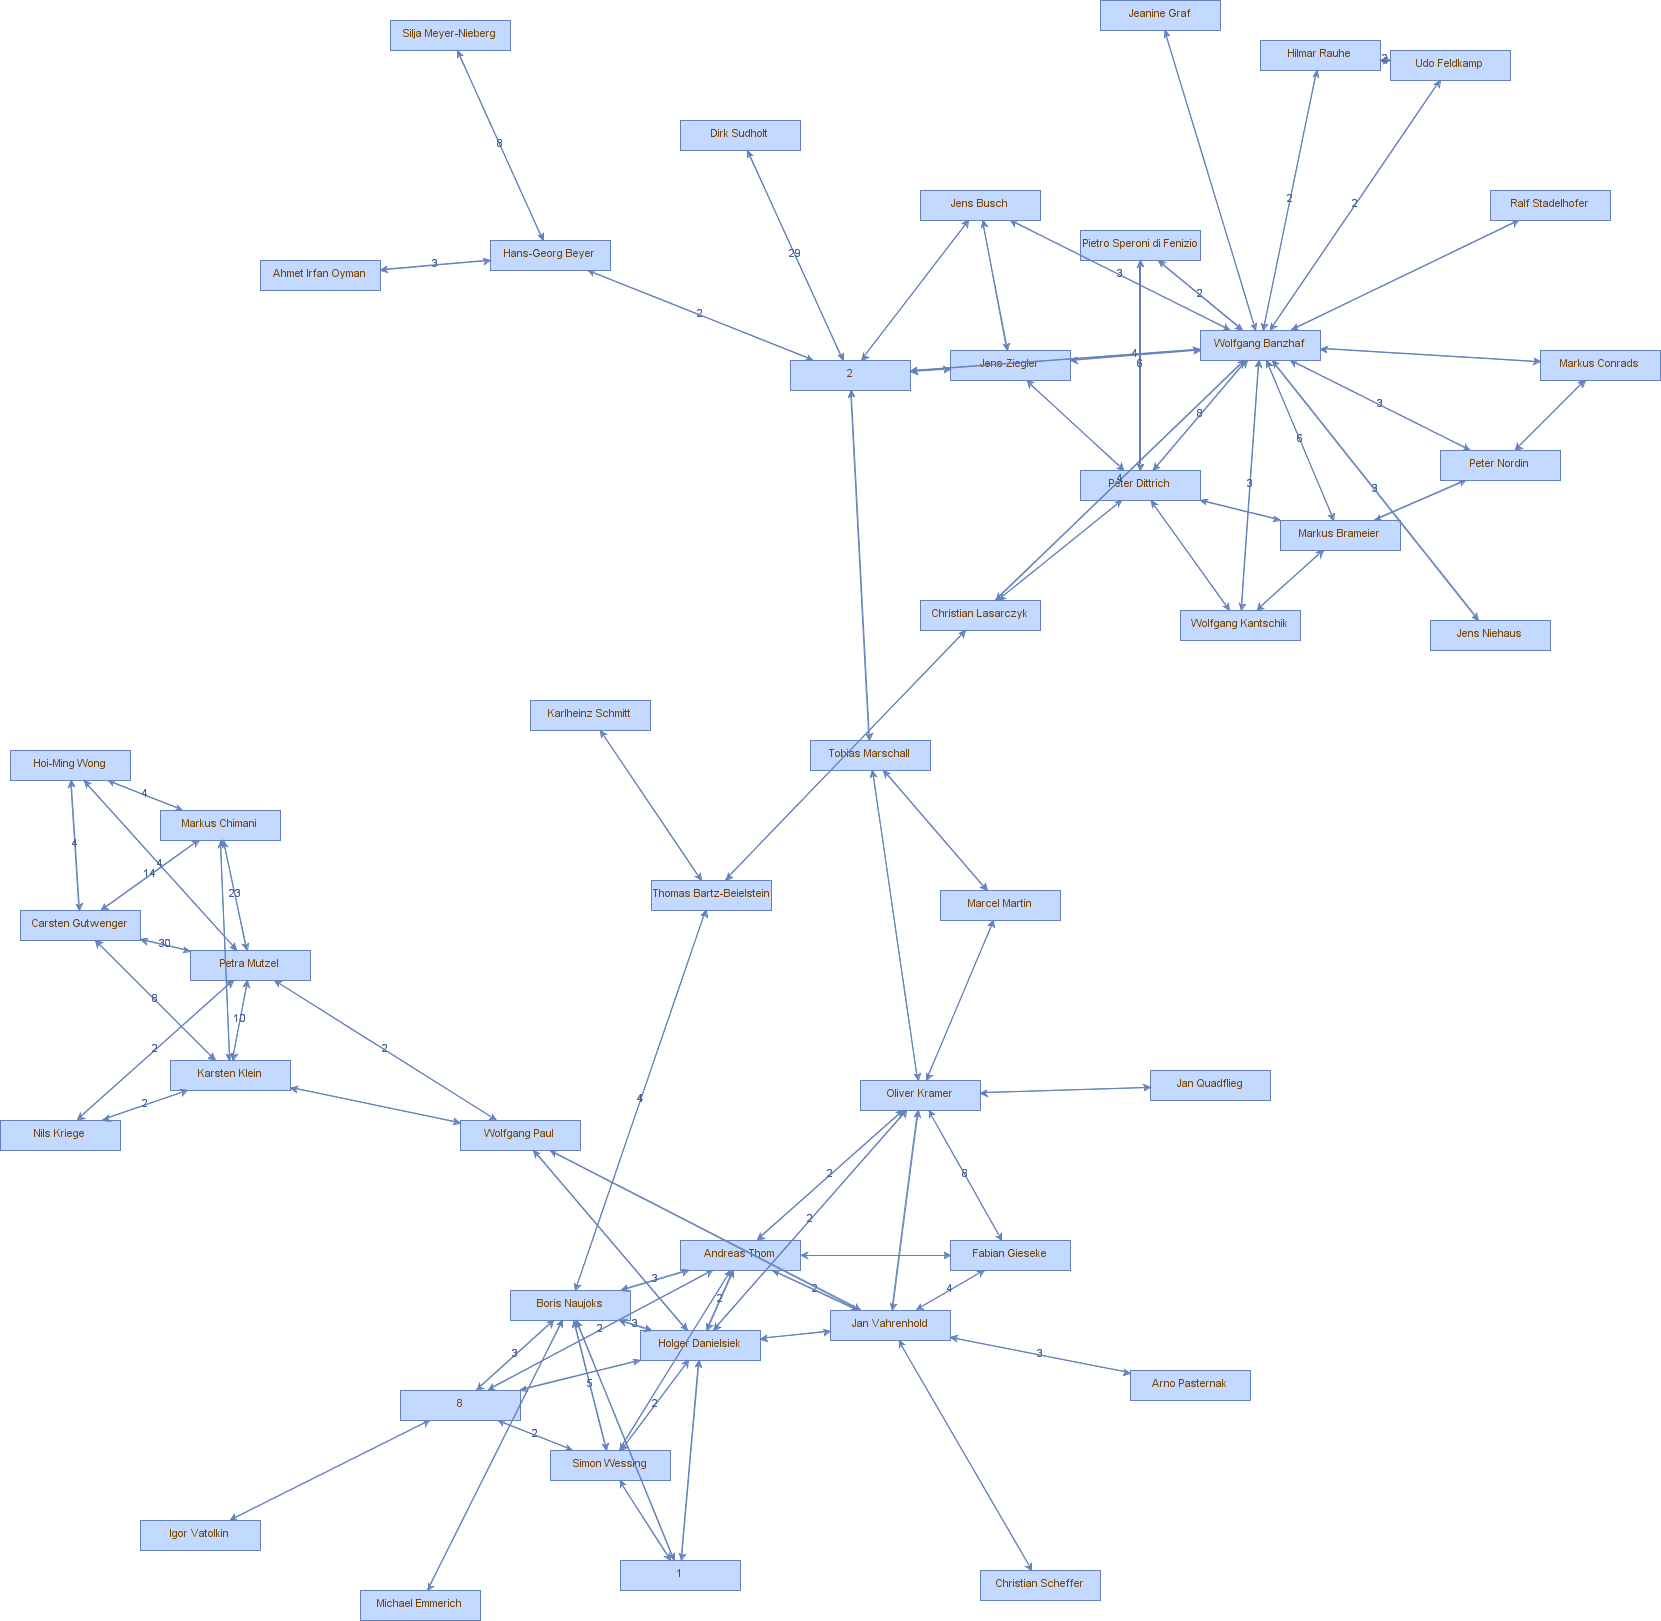 Jeanine Graf
Silja Meyer-Nieberg
Hilmar Rauhe
2
Udo Feldkamp
Dirk Sudholt
8
2
2
Jens Busch
Ralf Stadelhofer
Pietro Speroni di Fenizio
Hans-Georg Beyer
29
3
Ahmet Irfan Oyman
3
2
2
Wolfgang Banzhaf
4
2
Jens Ziegler
6
Markus Conrads
3
8
6
Peter Nordin
4
Peter Dittrich
3
3
Markus Brameier
Christian Lasarczyk
Wolfgang Kantschik
Jens Niehaus
Karlheinz Schmitt
Tobias Marschall
Hoi-Ming Wong
4
Markus Chimani
4
4
14
23
Thomas Bartz-Beielstein
Marcel Martin
Carsten Gutwenger
30
Petra Mutzel
8
10
2
2
Karsten Klein
Jan Quadflieg
Oliver Kramer
4
2
Nils Kriege
Wolfgang Paul
2
8
2
Andreas Thom
Fabian Gieseke
3
2
4
2
Boris Naujoks
3
2
Jan Vahrenhold
Holger Danielsiek
3
3
5
Arno Pasternak
8
2
2
Simon Wessing
Igor Vatolkin
1
Christian Scheffer
Michael Emmerich